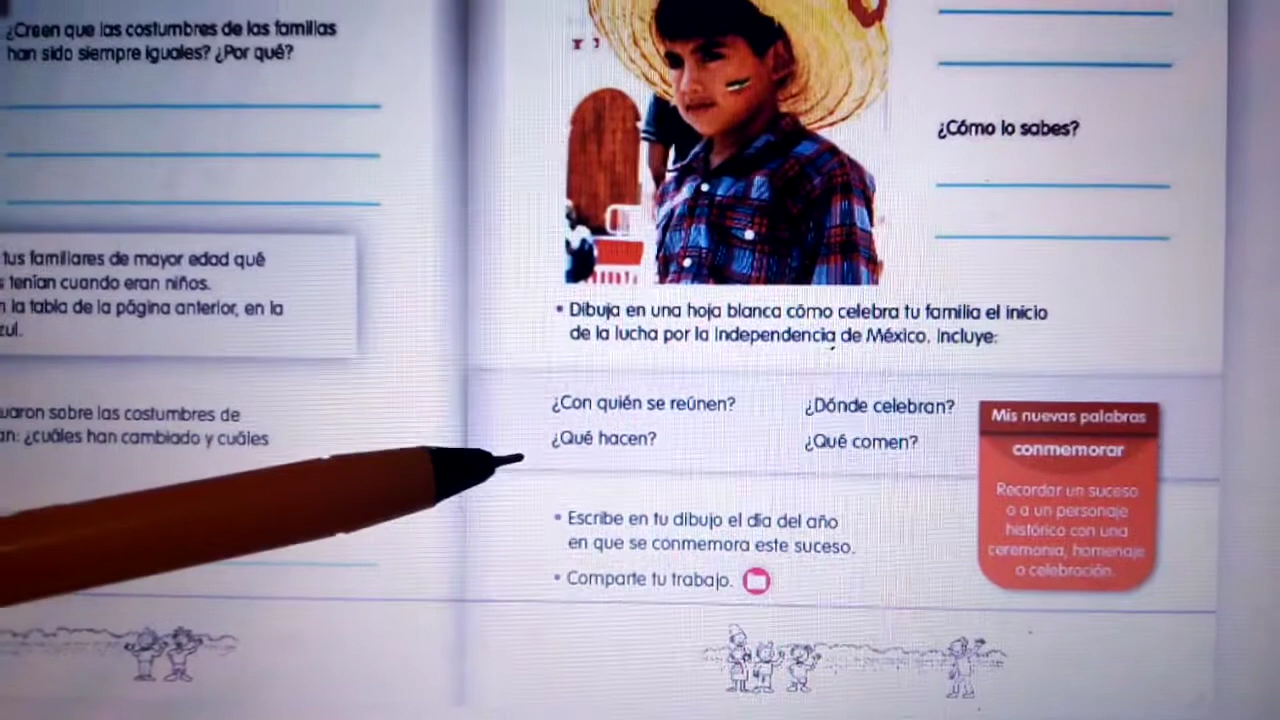 ¿Creen que las costumbres de las familias
han sido siempre iguales? ¿Por qué?
tus familiares de mayor edad qué
tenían cuando eran niños.
la tabla de la página anterior, en la
sobre las costumbres de
¿cuáles han cambiado y cuáles
¿Cómo lo sabes?
• Dibuja en una hoja blanca cómo celebra tu familia el inicio
de la lucha por la Independencia de México. Incluye:
¿Con quién se reúnen? ¿Dónde celebran?
¿Qué hacen? ¿Qué comen?
• Escribe en tu dibujo el día del año
en que se conmemora este suceso.
• Comparte tu trabajo.
Mis nuevas palabras
conmemorar
Recordar un suceso
o a un personaje
histórico con una
ceremonia, homenaje
o celebración.